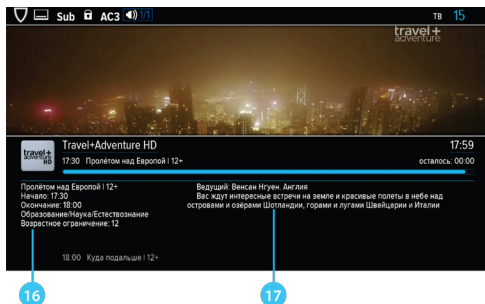 Sub AC3 1/1 ТВ 15
travel+
adventure
travel+
adventure
HD
Travel+Adventure HD 17:59
17:30 Пролётом над Европой | 12+ осталось: 00:00
Пролётом над Европой | 12+
Начало: 17:30
Окончание: 18:00
Образование/Наука/Естествознание
Возрастное ограничение: 12
Ведущий: Венсан Нгуен. Англия
Вас ждут интересные встречи на земле и красивые полеты в небе над
островами и озёрами Шотландии, горами и лугами Швейцарии и Италии
18:00 Куда подальше | 12+
16 17